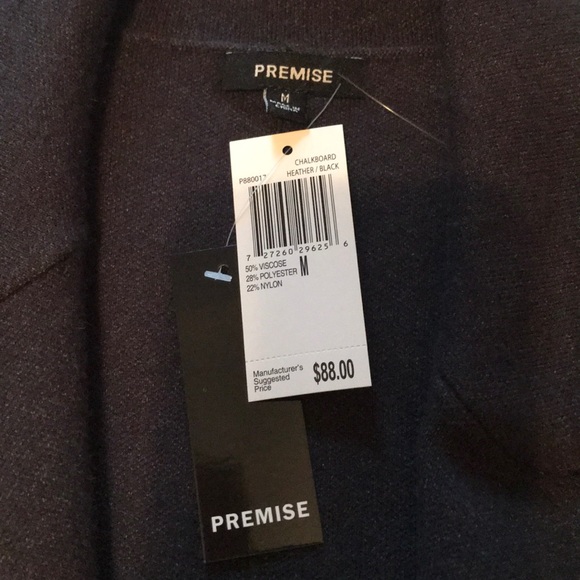 PREMISE
M
CHALKBOARD
P880017 HEATHER / BLACK
7 27260 29625 6
50% VISCOSE
28% POLYESTER M
22% NYLON
Manufacturer's
Suggested
Price
$88.00
PREMISE